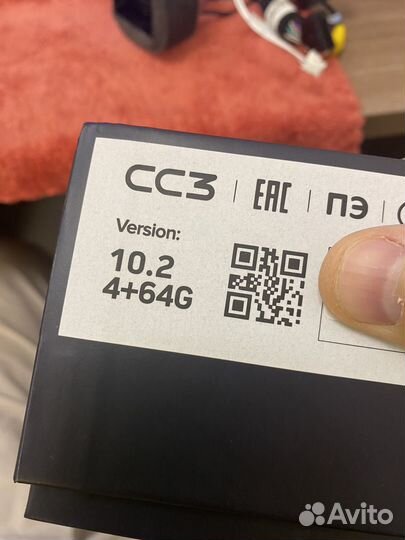 CC3 | EAC | ПЭ |
Version:
10.2
4+64G
Avito